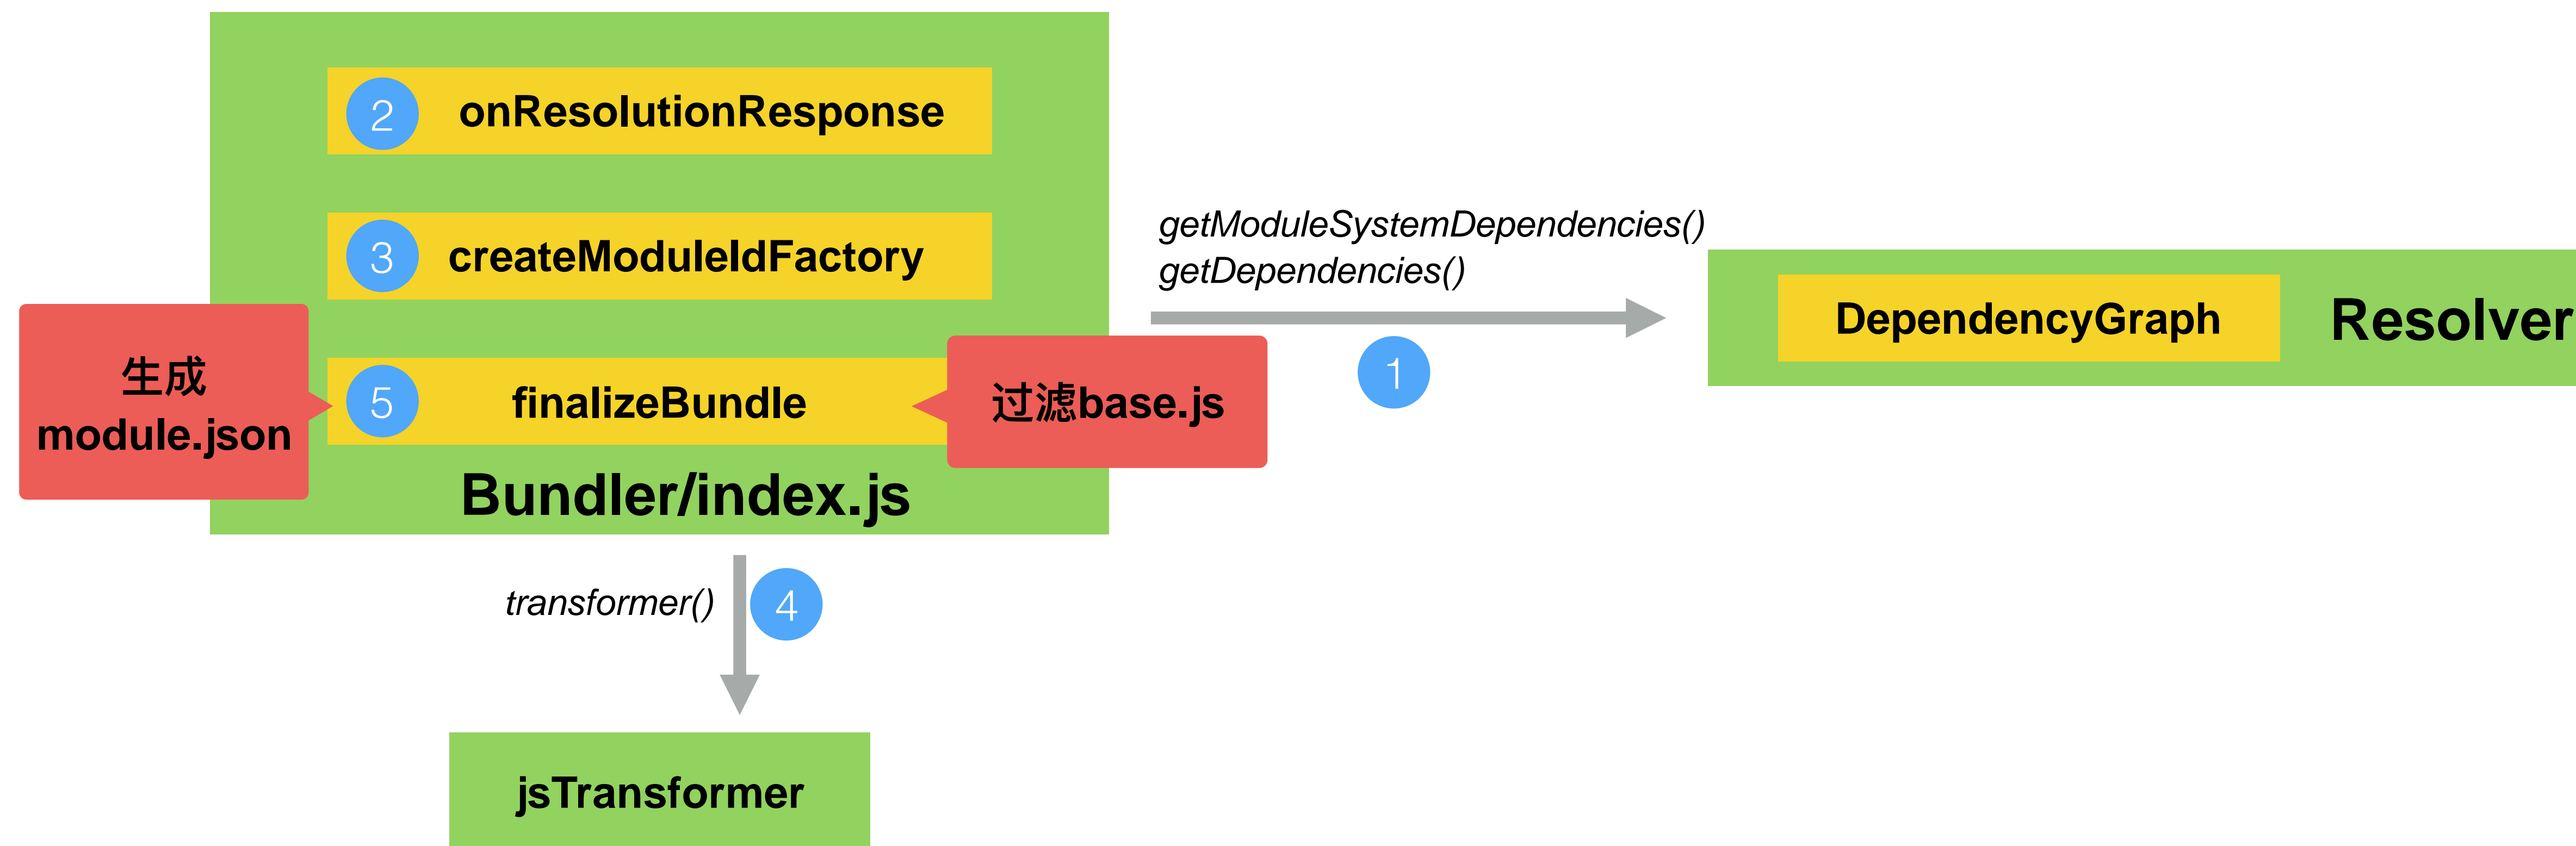 2
onResolutionResponse
3
createModuleIdFactory
生成
module.json
5
finalizeBundle
过滤base.js
Bundler/index.js
getModuleSystemDependencies()
getDependencies()
1
DependencyGraph
Resolver
transformer()
4
jsTransformer